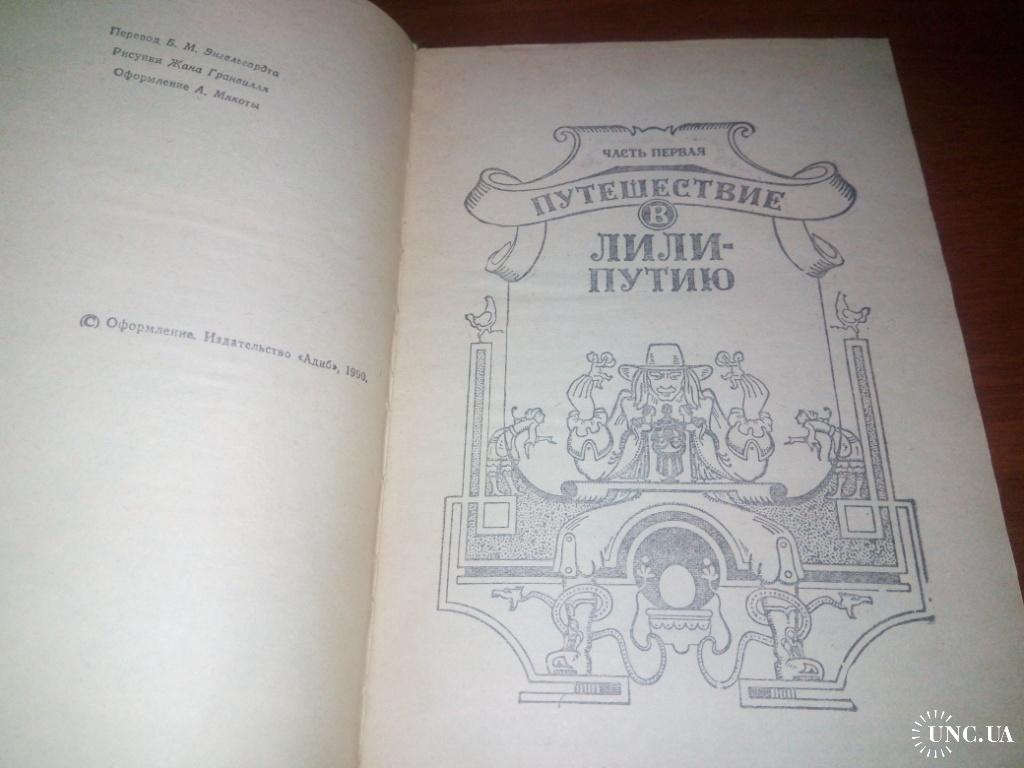 Перевод Б. М. Энгельгардта
Рисунки Жана Гранвилля
Оформление А. Макоты
(C) Оформление. Издательство «Адиб», 1990.
ЧАСТЬ ПЕРВАЯ
ПУТЕШЕСТВИЕ
В
ЛИЛИ-
ПУТИЮ
UNC.UA